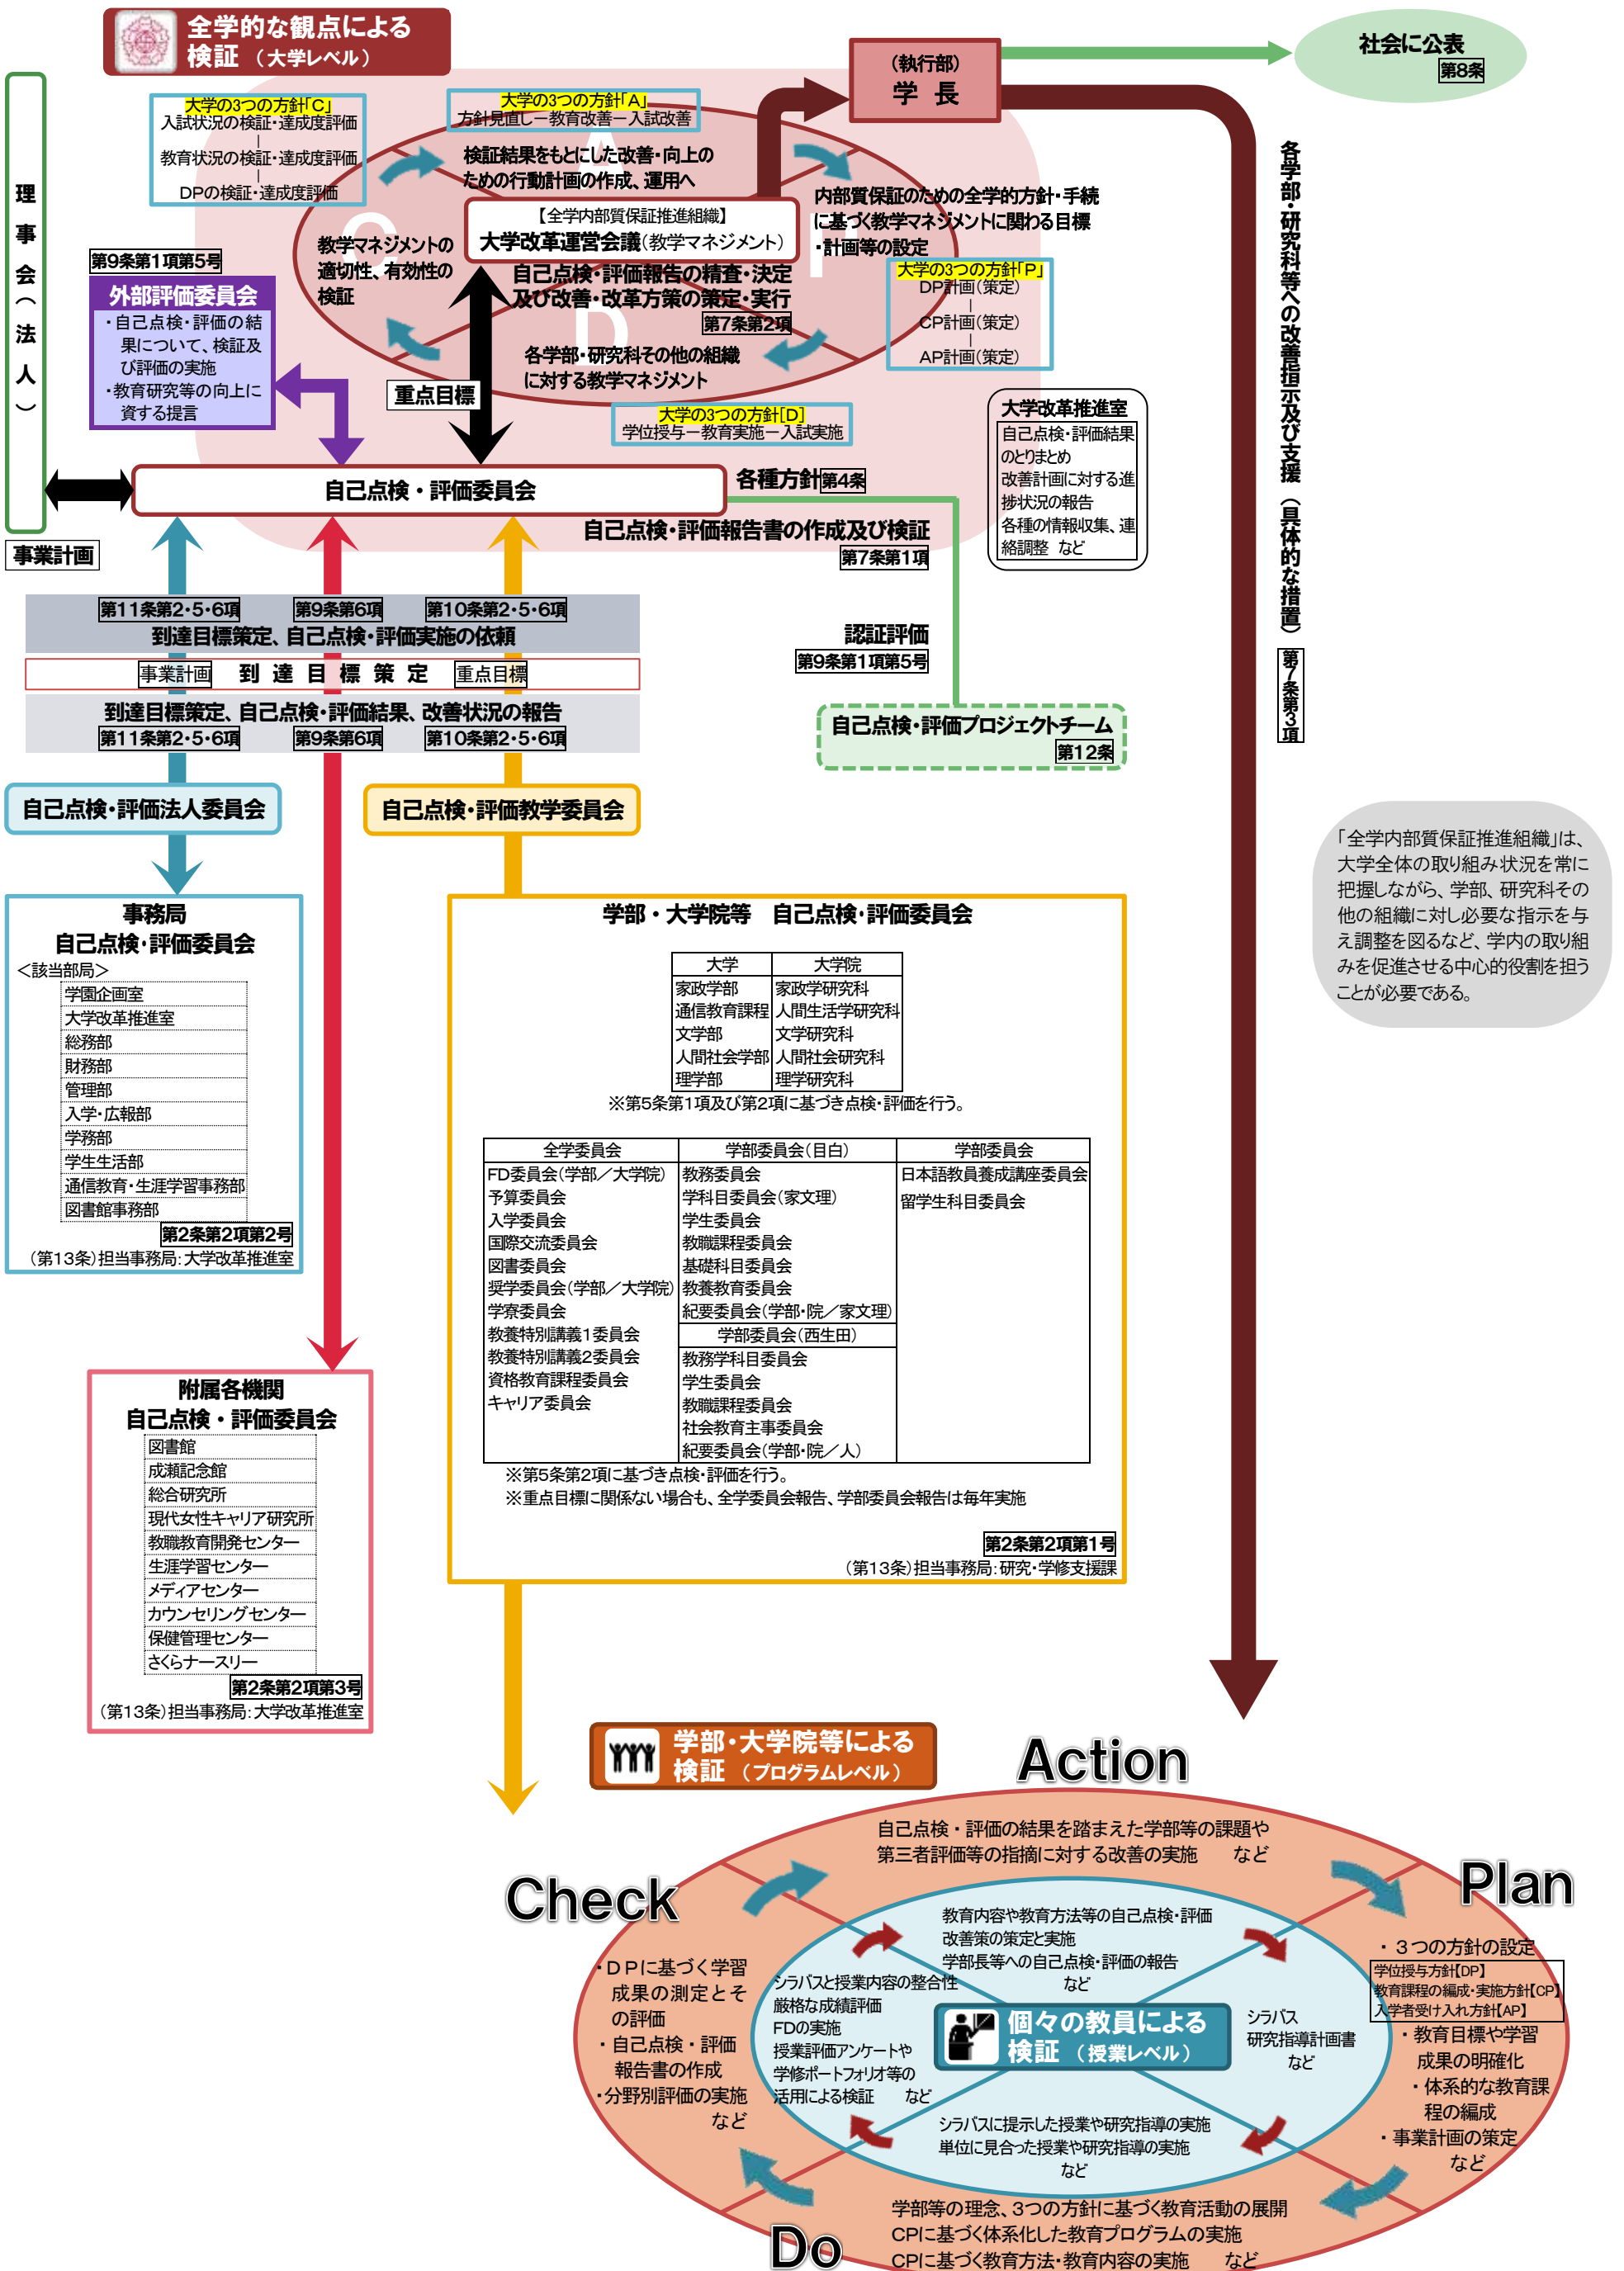 全学的な観点による
検証（大学レベル）
（執行部）
学 長
社会に公表
第8条
理事会（法人）
大学の3つの方針「C」
入試状況の検証・達成度評価
｜
教育状況の検証・達成度評価
｜
DPの検証・達成度評価
大学の3つの方針「A」
方針見直し－教育改善－入試改善
A
検証結果をもとにした改善・向上の
ための行動計画の作成、運用へ
P
内部質保証のための全学的方針・手続
に基づく教学マネジメントに関わる目標
・計画等の設定
【全学内部質保証推進組織】
大学改革運営会議（教学マネジメント）
C
教学マネジメントの
適切性、有効性の
検証
自己点検・評価報告の精査・決定
及び改善・改革方策の策定・実行
第7条第2項
D
各学部・研究科その他の組織
に対する教学マネジメント
大学の3つの方針「P」
DP計画（策定）
｜
CP計画（策定）
｜
AP計画（策定）
大学の3つの方針[D]
学位授与－教育実施－入試実施
第9条第1項第5号
外部評価委員会
・自己点検・評価の結
果について、検証及
び評価の実施
・教育研究等の向上に
資する提言
重点目標
大学改革推進室
自己点検・評価結果
のとりまとめ
改善計画に対する進
捗状況の報告
各種の情報収集、連
絡調整 など
各学部・研究科等への改善指示及び支援（具体的な措置）
第7条第3項
自己点検・評価委員会
各種方針 第4条
自己点検・評価報告書の作成及び検証
第7条第1項
事業計画
第11条第2・5・6項 第9条第6項 第10条第2・5・6項
到達目標策定、自己点検・評価実施の依頼
事業計画 到達目標策定 重点目標
到達目標策定、自己点検・評価結果、改善状況の報告
第11条第2・5・6項 第9条第6項 第10条第2・5・6項
認証評価
第9条第1項第5号
自己点検・評価プロジェクトチーム
第12条
自己点検・評価法人委員会
自己点検・評価教学委員会
「全学内部質保証推進組織」は、
大学全体の取り組み状況を常に
把握しながら、学部、研究科その
他の組織に対し必要な指示を与
え調整を図るなど、学内の取り組
みを促進させる中心的役割を担う
ことが必要である。
事務局
自己点検・評価委員会
＜該当部局＞
学園企画室
大学改革推進室
総務部
財務部
管理部
入学・広報部
学務部
学生生活部
通信教育・生涯学習事務部
図書館事務部
第2条第2項第2号
（第13条）担当事務局：大学改革推進室
附属各機関
自己点検・評価委員会
図書館
成瀬記念館
総合研究所
現代女性キャリア研究所
教職教育開発センター
生涯学習センター
メディアセンター
カウンセリングセンター
保健管理センター
さくらナースリー
第2条第2項第3号
（第13条）担当事務局：大学改革推進室
学部・大学院等 自己点検・評価委員会
大学 大学院
家政学部 家政学研究科
通信教育課程 人間生活学研究科
文学部 文学研究科
人間社会学部 人間社会研究科
理学部 理学研究科
※第5条第1項及び第2項に基づき点検・評価を行う。
全学委員会
FD委員会（学部／大学院）
予算委員会
入学委員会
国際交流委員会
図書委員会
奨学委員会（学部／大学院）
学寮委員会
教養特別講義1委員会
教養特別講義2委員会
資格教育課程委員会
キャリア委員会
学部委員会（目白）
教務委員会
学科目委員会（家文理）
学生委員会
教職課程委員会
基礎科目委員会
教養教育委員会
紀要委員会（学部・院／家文理）
学部委員会（西生田）
教務学科目委員会
学生委員会
教職課程委員会
社会教育主事委員会
紀要委員会（学部・院／人）
学部委員会
日本語教員養成講座委員会
留学生科目委員会
※第5条第2項に基づき点検・評価を行う。
※重点目標に関係ない場合も、全学委員会報告、学部委員会報告は毎年実施
第2条第2項第1号
（第13条）担当事務局：研究・学修支援課
学部・大学院等による
検証（プログラムレベル）
Action
自己点検・評価の結果を踏まえた学部等の課題や
第三者評価等の指摘に対する改善の実施 など
Check
・DPに基づく学習
成果の測定とそ
の評価
・自己点検・評価
報告書の作成
・分野別評価の実施
など
Plan
・3つの方針の設定
学位授与方針【DP】
教育課程の編成・実施方針【CP】
入学者受け入れ方針【AP】
・教育目標や学習
成果の明確化
・体系的な教育課
程の編成
・事業計画の策定
など
教育内容や教育方法等の自己点検・評価
改善策の策定と実施
学部長等への自己点検・評価の報告
など
シラバスと授業内容の整合性
厳格な成績評価
FDの実施
授業評価アンケートや
学修ポートフォリオ等の
活用による検証 など
個々の教員による
検証（授業レベル）
シラバス
研究指導計画書
など
シラバスに提示した授業や研究指導の実施
単位に見合った授業や研究指導の実施
など
Do
学部等の理念、3つの方針に基づく教育活動の展開
CPに基づく体系化した教育プログラムの実施
CPに基づく教育方法・教育内容の実施 など